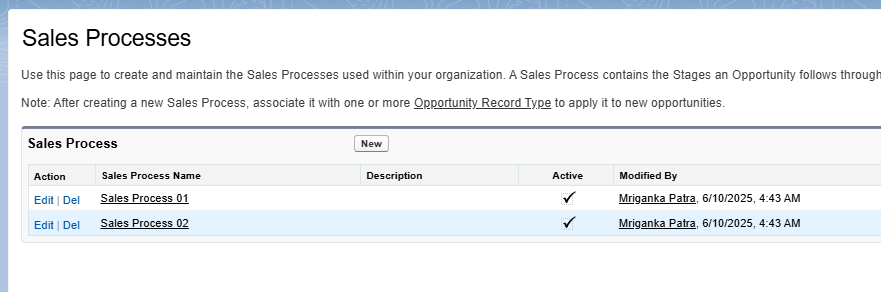 Sales Processes
Use this page to create and maintain the Sales Processes used within your organization. A Sales Process contains the Stages an Opportunity follows through
Note: After creating a new Sales Process, associate it with one or more Opportunity Record Type to apply it to new opportunities.
Sales Process New
Action Sales Process Name Description Active Modified By
Edit | Del Sales Process 01 ✓ Mriganka Patra, 6/10/2025, 4:43 AM
Edit | Del Sales Process 02 ✓ Mriganka Patra, 6/10/2025, 4:43 AM